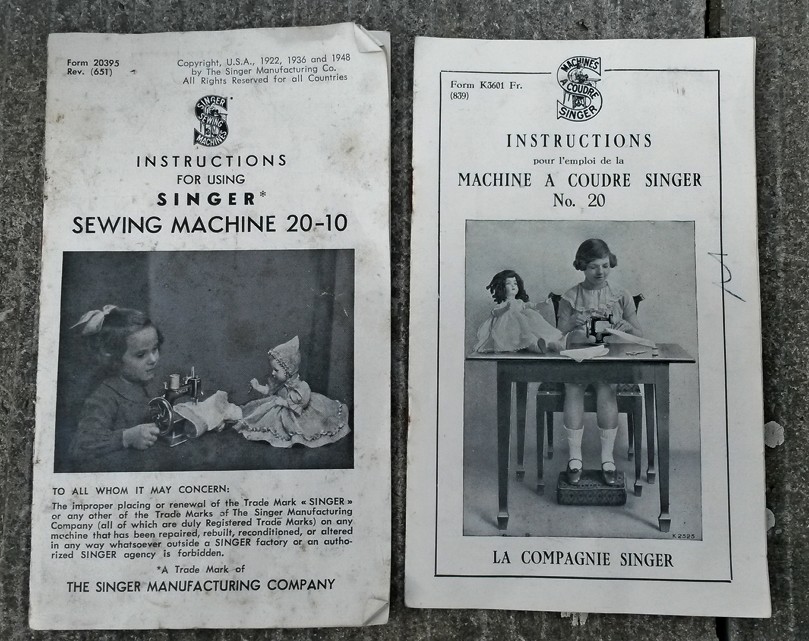 Form 20395
Rev. (651)
Copyright, U.S.A., 1922, 1936 and 1948
by The Singer Manufacturing Co.
All Rights Reserved for all Countries
SINGER
SEWING
MACHINES
INSTRUCTIONS
FOR USING
SINGER*
SEWING MACHINE 20-10
TO ALL WHOM IT MAY CONCERN:
The improper placing or renewal of the Trade Mark « SINGER »
or any other of the Trade Marks of The Singer Manufacturing
Company (all of which are duly Registered Trade Marks) on any
machine that has been repaired, rebuilt, reconditioned, or altered
in any way whatsoever outside a SINGER factory or an autho-
rized SINGER agency is forbidden.
*A Trade Mark of
THE SINGER MANUFACTURING COMPANY
Form K3601 Fr.
(839)
MACHINES
A COUDRE
SINGER
INSTRUCTIONS
pour l'emploi de la
MACHINE A COUDRE SINGER
No. 20
K2525
LA COMPAGNIE SINGER